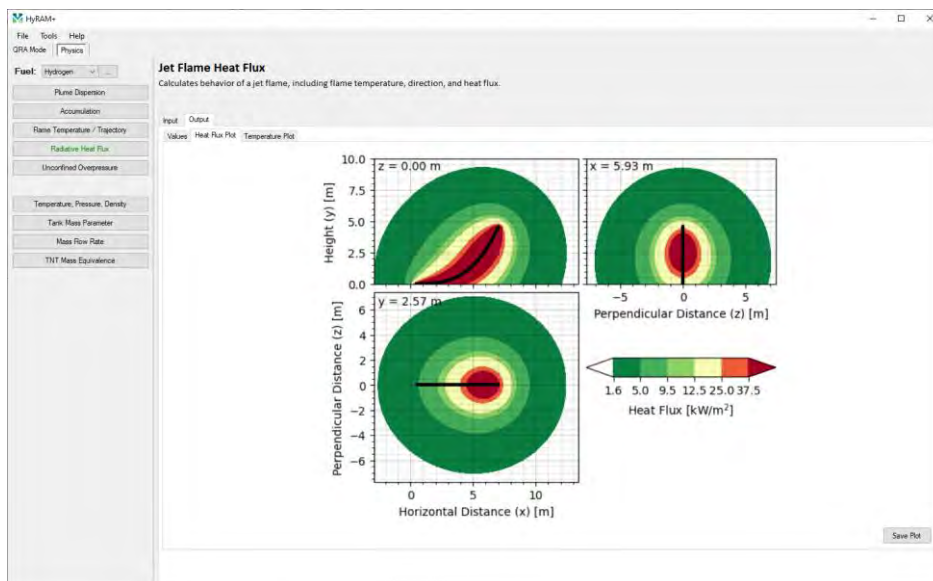 HyRAM+
File Tools Help
QRA Mode Physics
Fuel: Hydrogen ...
Plume Dispersion
Accumulation
Flame Temperature / Trajectory
Radiative Heat Flux
Unconfined Overpressure
Temperature, Pressure, Density
Tank Mass Parameter
Mass Flow Rate
TNT Mass Equivalence
Jet Flame Heat Flux
Calculates behavior of a jet flame, including flame temperature, direction, and heat flux.
Input Output
Values Heat Flux Plot Temperature Plot
z = 0.00 m
10.0
7.5
5.0
2.5
0.0
Height (y) [m]
x = 5.93 m
−5 0 5
Perpendicular Distance (z) [m]
y = 2.57 m
6
4
2
0
−2
−4
−6
Perpendicular Distance (z) [m]
0 5 10
Horizontal Distance (x) [m]
1.6 5.0 9.5 12.5 25.0 37.5
Heat Flux [kW/m²]
Save Plot